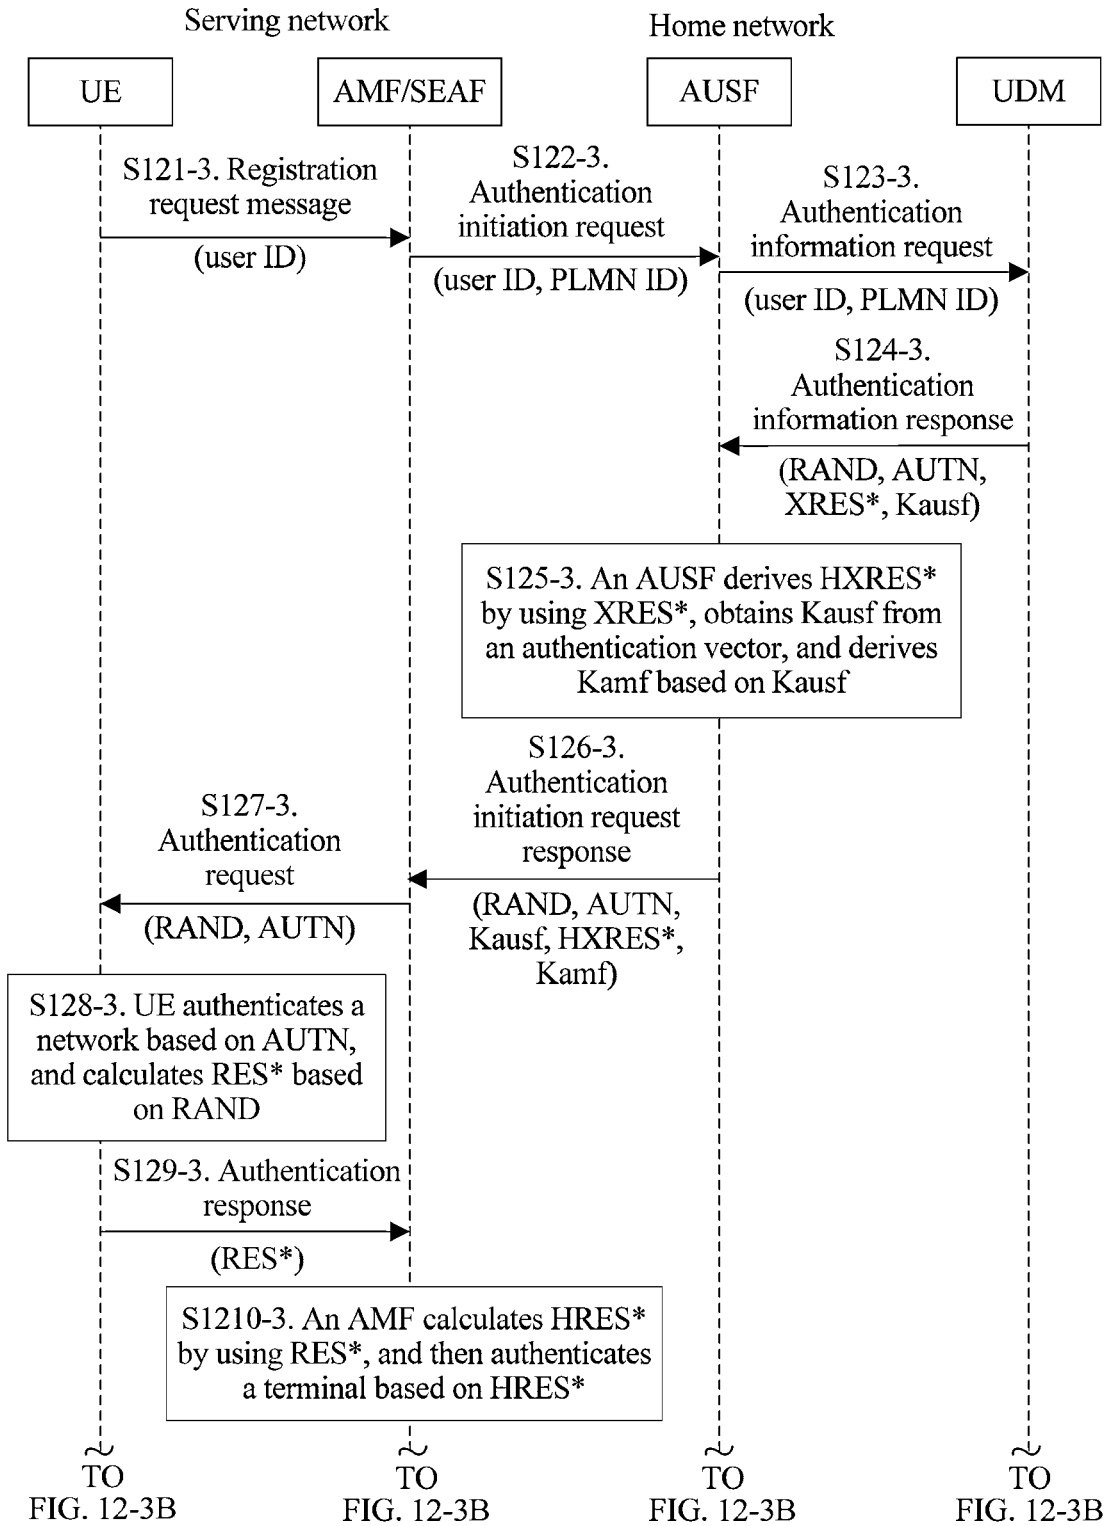 Serving network
Home network
UE
AMF/SEAF
AUSF
UDM
S121-3. Registration
request message
(user ID)
S122-3.
Authentication
initiation request
(user ID, PLMN ID)
S123-3.
Authentication
information request
(user ID, PLMN ID)
S124-3.
Authentication
information response
(RAND, AUTN,
XRES*, Kausf)
S125-3. An AUSF derives HXRES*
by using XRES*, obtains Kausf from
an authentication vector, and derives
Kamf based on Kausf
S126-3.
Authentication
initiation request
response
(RAND, AUTN,
Kausf, HXRES*,
Kamf)
S127-3.
Authentication
request
(RAND, AUTN)
S128-3. UE authenticates a
network based on AUTN,
and calculates RES* based
on RAND
S129-3. Authentication
response
(RES*)
S1210-3. An AMF calculates HRES*
by using RES*, and then authenticates
a terminal based on HRES*
TO
FIG. 12-3B
TO
FIG. 12-3B
TO
FIG. 12-3B
TO
FIG. 12-3B